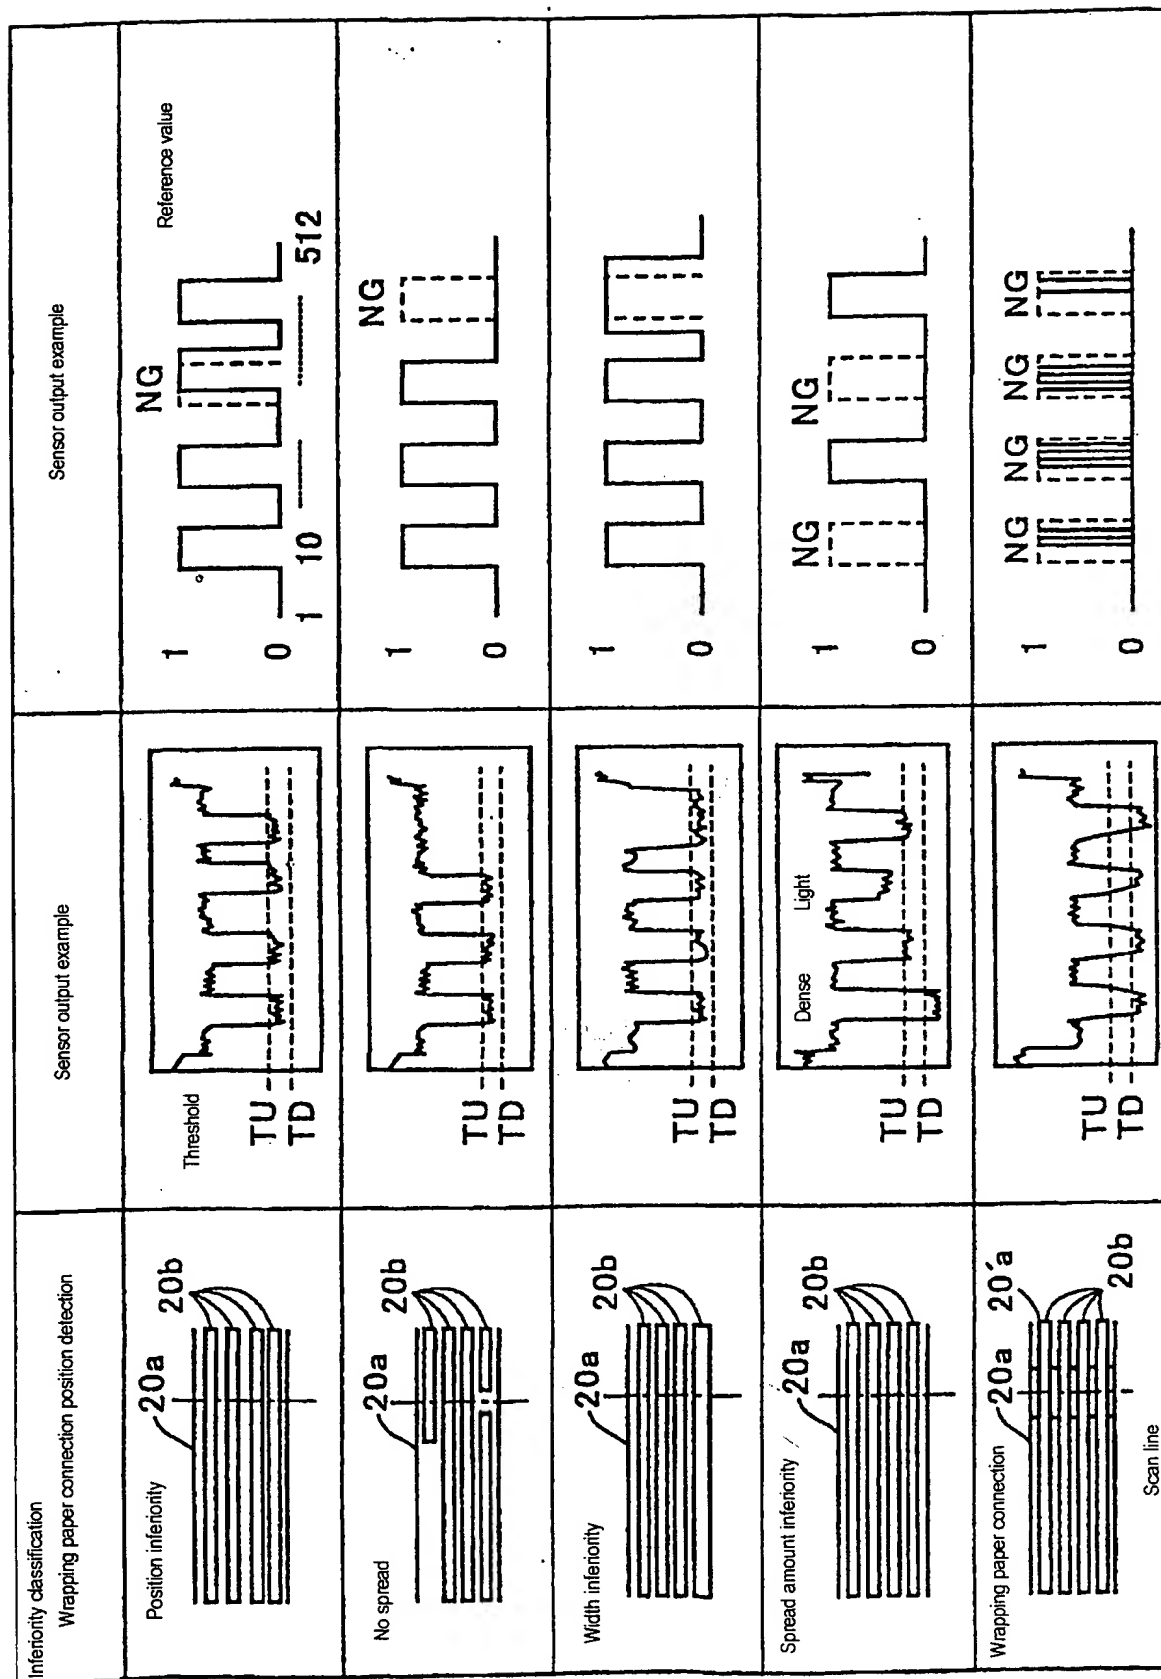 Inferiority classification
Wrapping paper connection position detection
Sensor output example
Sensor output example
Position inferiority
20a
20b
Threshold
TU
TD
1
0
NG
Reference value
1 10 512
No spread
20a
20b
TU
TD
1
0
NG
Width inferiority
20a
20b
TU
TD
1
0
Spread amount inferiority
20a
20b
Dense
Light
TU
TD
1
0
NG
NG
Wrapping paper connection
20a
20´a
20b
Scan line
TU
TD
1
0
NG
NG
NG
NG